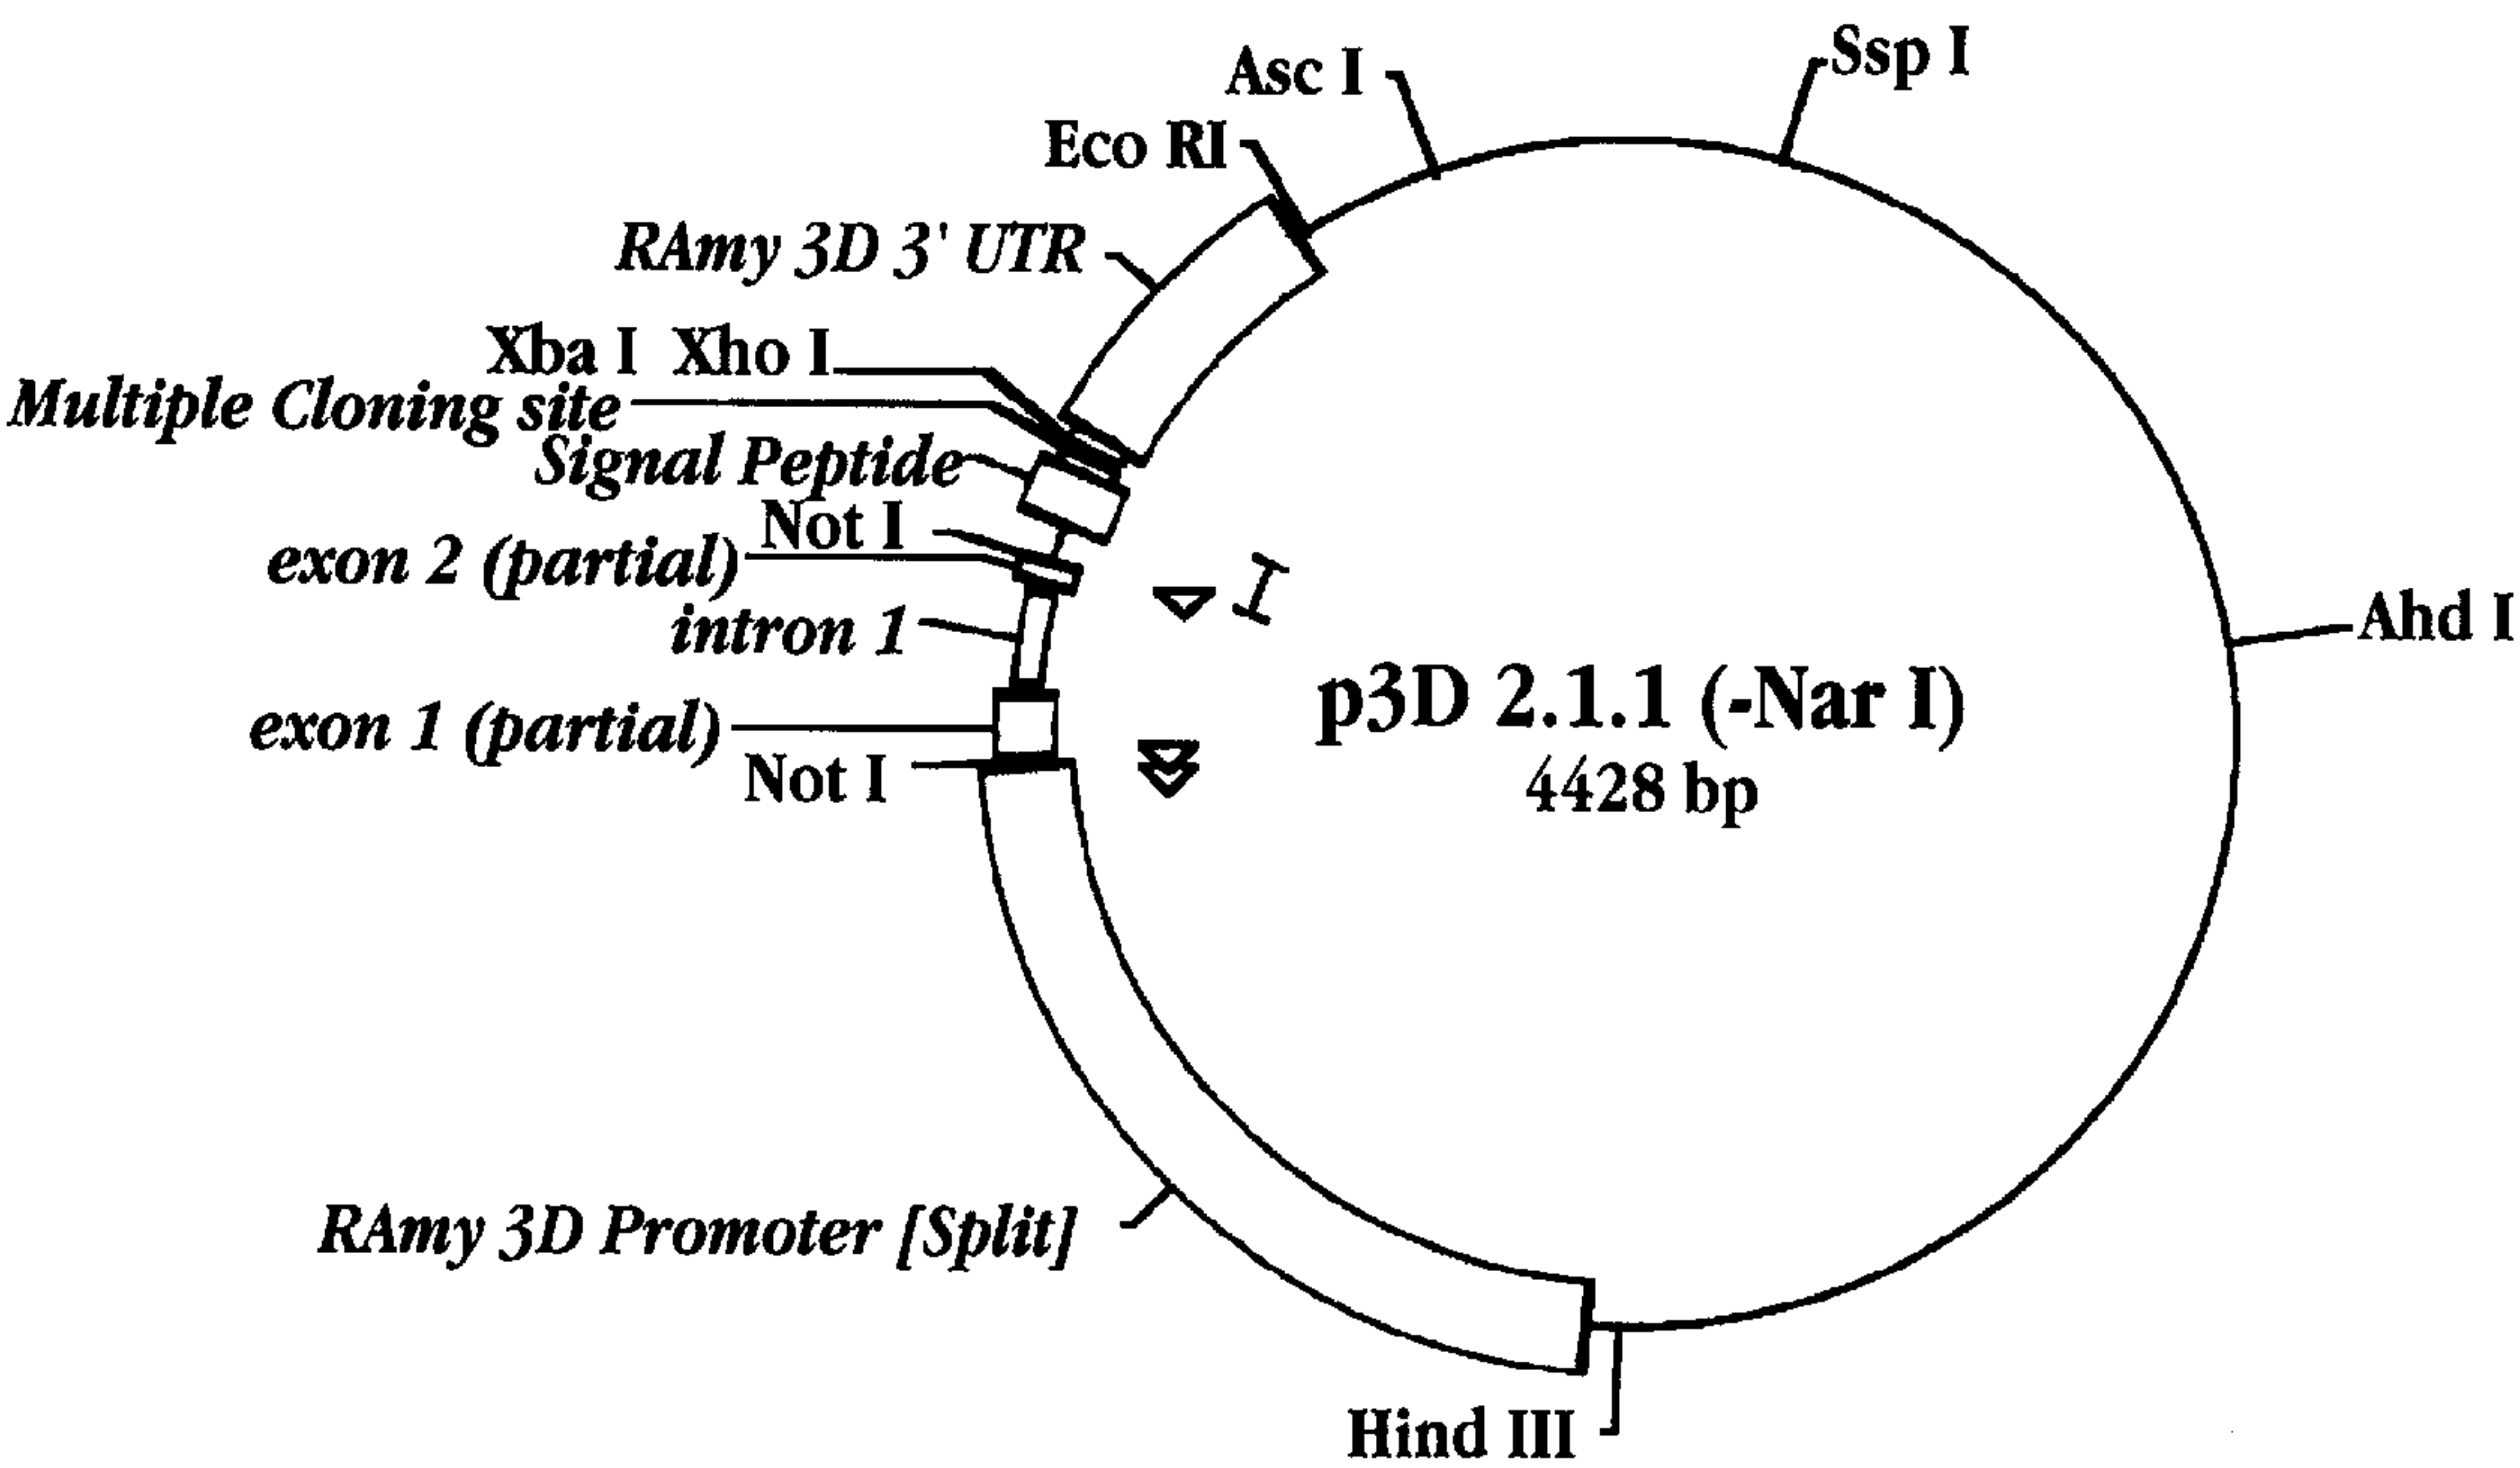 Ssp I
Asc I
Eco RI
RAmy 3D 3' UTR
Xba I Xho I
Multiple Cloning site
Signal Peptide
Not I
exon 2 (partial)
I
intron 1
Ahd I
p3D 2.1.1 (-Nar I)
exon 1 (partial)
Not I
4428 bp
RAmy 3D Promoter [Split]
Hind III